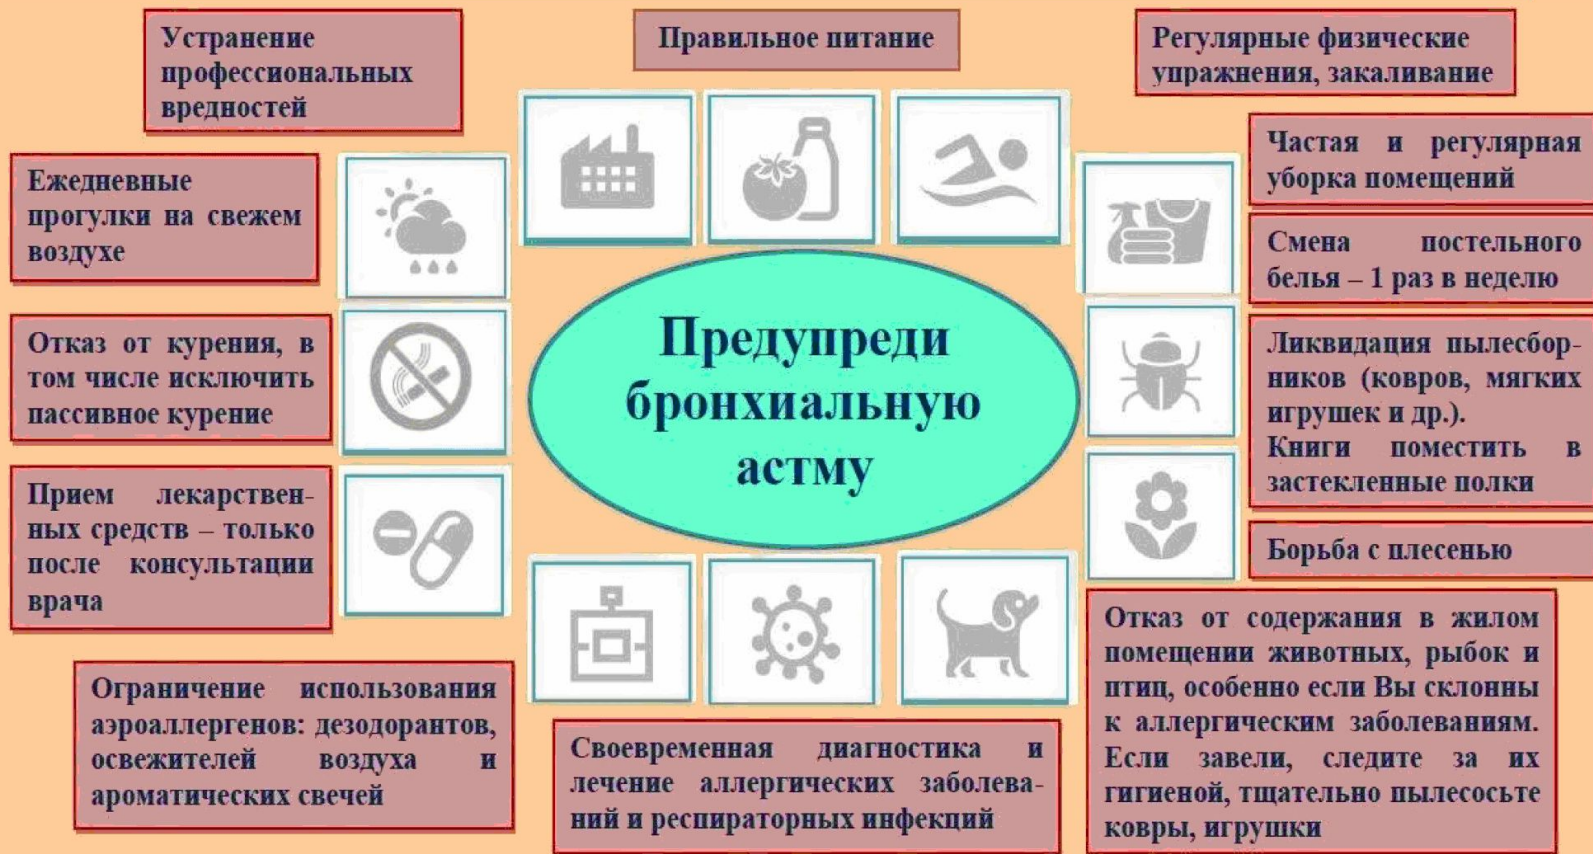 Устранение
профессиональных
вредностей
Правильное питание
Регулярные физические
упражнения, закаливание
Ежедневные
прогулки на свежем
воздухе
Частая и регулярная
уборка помещений
Смена постельного
белья – 1 раз в неделю
Отказ от курения, в
том числе исключить
пассивное курение
Предупреди
бронхиальную
астму
Ликвидация пылесбор-
ников (ковров, мягких
игрушек и др.).
Книги поместить в
застекленные полки
Прием лекарствен-
ных средств – только
после консультации
врача
Борьба с плесенью
Ограничение использования
аэроаллергенов: дезодорантов,
освежителей воздуха и
ароматических свечей
Своевременная диагностика и
лечение аллергических заболева-
ний и респираторных инфекций
Отказ от содержания в жилом
помещении животных, рыбок и
птиц, особенно если Вы склонны
к аллергическим заболеваниям.
Если завели, следите за их
гигиеной, тщательно пылесосьте
ковры, игрушки